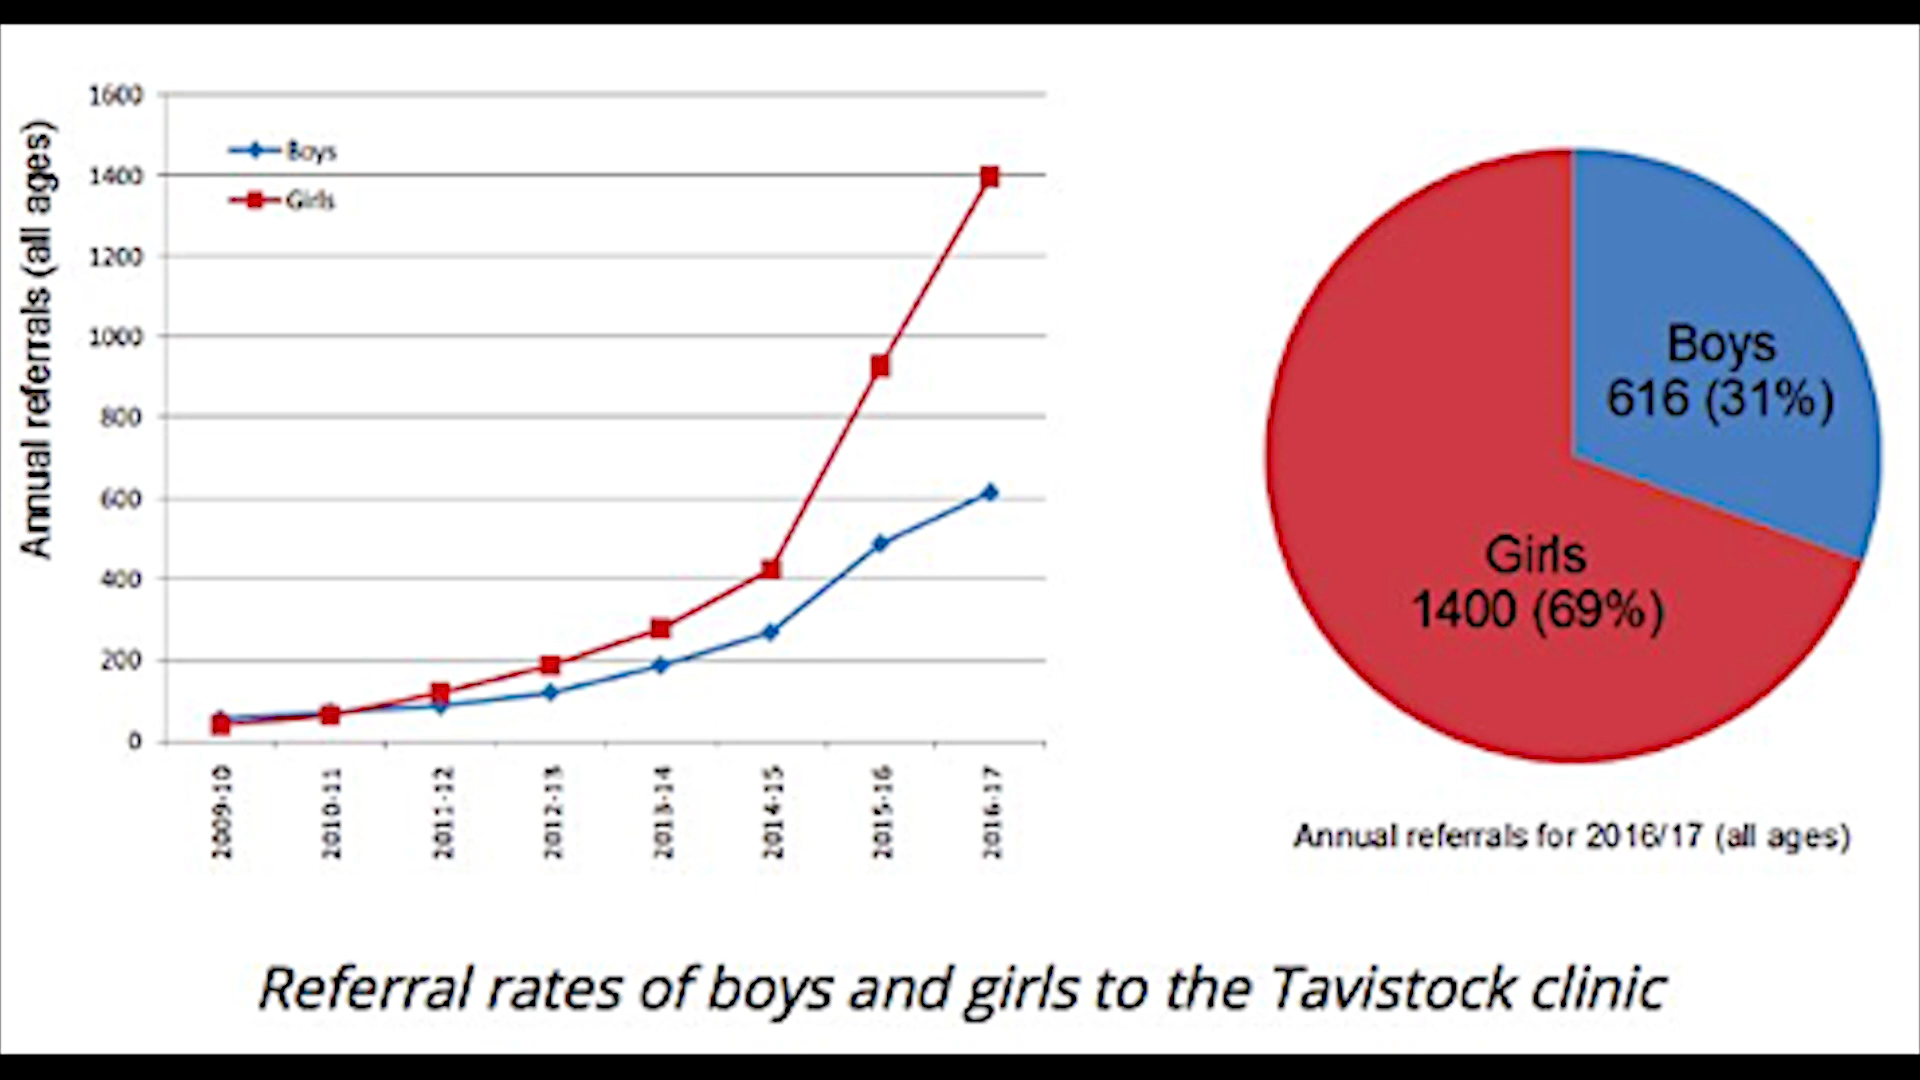 Annual referrals (all ages)
1600
1400
1200
1000
800
600
400
200
0
Boys
Girls
2009-10
2010-11
2011-12
2012-13
2013-14
2014-15
2015-16
2016-17
Boys
616 (31%)
Girls
1400 (69%)
Annual referrals for 2016/17 (all ages)
Referral rates of boys and girls to the Tavistock clinic